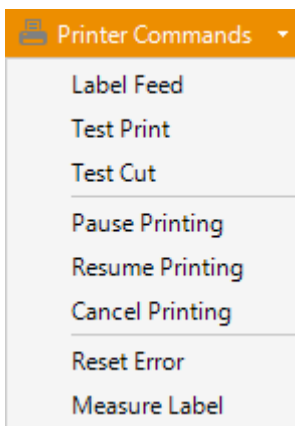 Printer Commands
Label Feed
Test Print
Test Cut
Pause Printing
Resume Printing
Cancel Printing
Reset Error
Measure Label